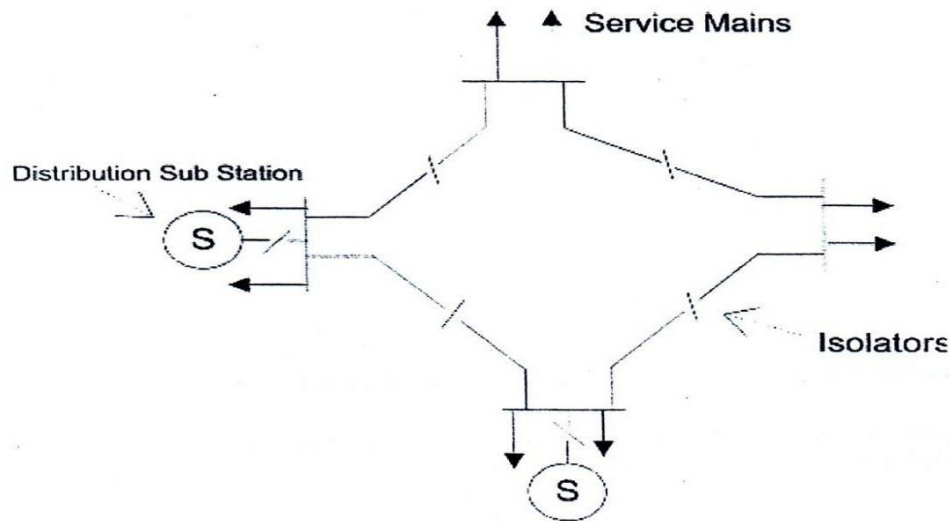 Service Mains
Distribution Sub Station
S
Isolators
S